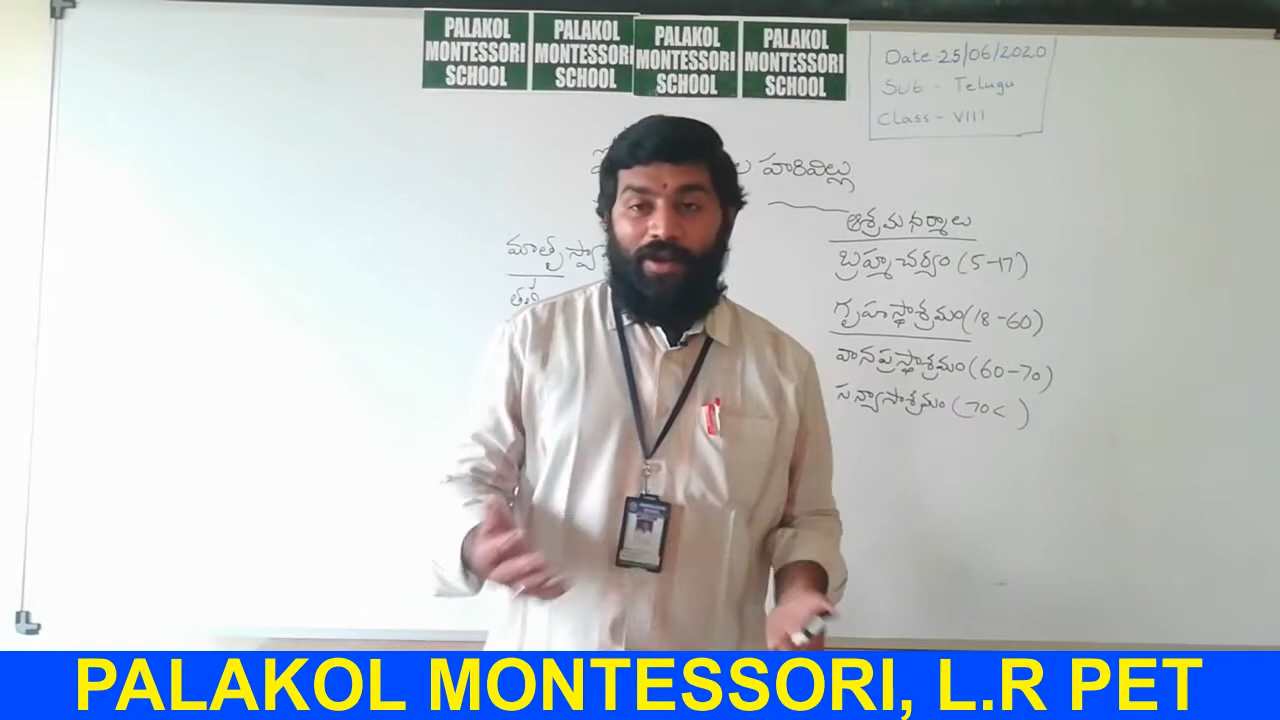 PALAKOL MONTESSORI SCHOOL
PALAKOL MONTESSORI SCHOOL
PALAKOL MONTESSORI SCHOOL
PALAKOL MONTESSORI SCHOOL
Date 25/06/2020
Sub - Telugu
Class - VIII
హరివిల్లు
ఆశ్రమ ధర్మాలు
బ్రహ్మచర్యం (5-17)
గృహస్థాశ్రమం (18-60)
వానప్రస్థాశ్రమం (60-70)
సన్యాసాశ్రమం (70<)
PALAKOL MONTESSORI, L.R PET